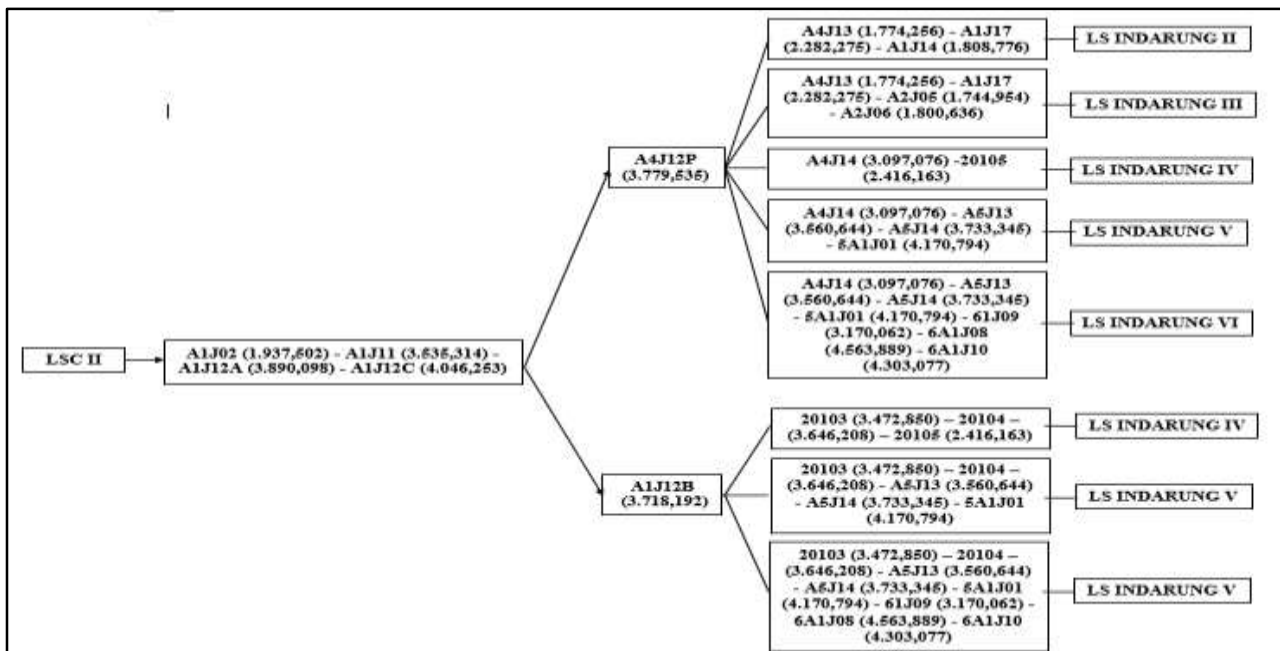 A4J13 (1.774,256) - A1J17
(2.282,275) - A1J14 (1.808,776)
LS INDARUNG II
A4J13 (1.774,256) - A1J17
(2.282,275) - A2J05 (1.744,954)
- A2J06 (1.800,636)
LS INDARUNG III
A4J12P
(3.779,535)
A4J14 (3.097,076) -20105
(2.416,163)
LS INDARUNG IV
A4J14 (3.097,076) - A5J13
(3.560,644) - A5J14 (3.733,345)
- 5A1J01 (4.170,794)
LS INDARUNG V
A4J14 (3.097,076) - A5J13
(3.560,644) - A5J14 (3.733,345)
- 5A1J01 (4.170,794) - 61J09
(3.170,062) - 6A1J08
(4.563,889) - 6A1J10
(4.303,077)
LS INDARUNG VI
LSC II
A1J02 (1.937,502) - A1J11 (3.535,314) -
A1J12A (3.890,098) - A1J12C (4.046,253)
20103 (3.472,850) – 20104 –
(3.646,208) – 20105 (2.416,163)
LS INDARUNG IV
A1J12B
(3.718,192)
20103 (3.472,850) – 20104 –
(3.646,208) - A5J13 (3.560,644)
- A5J14 (3.733,345) - 5A1J01
(4.170,794)
LS INDARUNG V
20103 (3.472,850) – 20104 –
(3.646,208) - A5J13 (3.560,644)
- A5J14 (3.733,345) - 5A1J01
(4.170,794) - 61J09 (3.170,062) -
6A1J08 (4.563,889) - 6A1J10
(4.303,077)
LS INDARUNG V